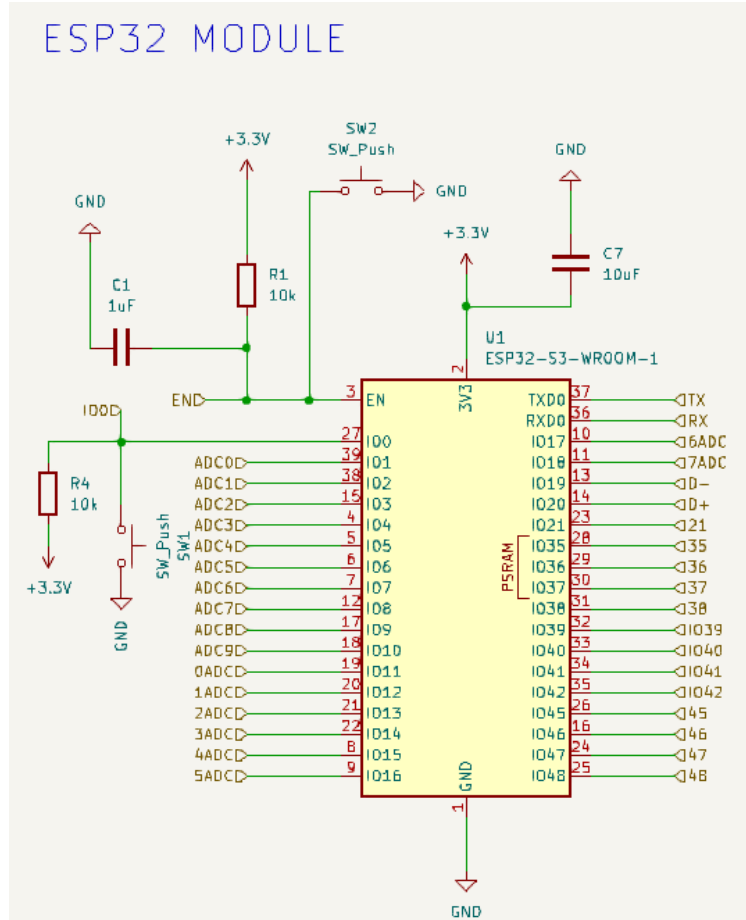 ESP32 MODULE
SW2
SW_Push
+3.3V
GND
GND
GND
+3.3V
C1
1uF
R1
10k
C7
10uF
U1
ESP32-S3-WROOM-1
2
3V3
END
3
EN
TXD0
37
TX
RXD0
36
RX
IO0
27
IO0
IO17
10
6ADC
ADC0
39
IO1
IO18
11
7ADC
ADC1
38
IO2
IO19
13
D-
ADC2
15
IO3
IO20
14
D+
ADC3
4
IO4
IO21
23
21
ADC4
5
IO5
IO35
28
35
ADC5
6
IO6
IO36
29
36
ADC6
7
IO7
IO37
30
37
PSRAM
ADC7
12
IO8
IO38
31
38
ADC8
17
IO9
IO39
32
IO39
ADC9
18
IO10
IO40
33
IO40
0ADC
19
IO11
IO41
34
IO41
1ADC
20
IO12
IO42
35
IO42
2ADC
21
IO13
IO45
26
45
3ADC
22
IO14
IO46
16
46
4ADC
8
IO15
IO47
24
47
5ADC
9
IO16
IO48
25
48
R4
10k
+3.3V
SW_Push
SW1
GND
GND
1
GND